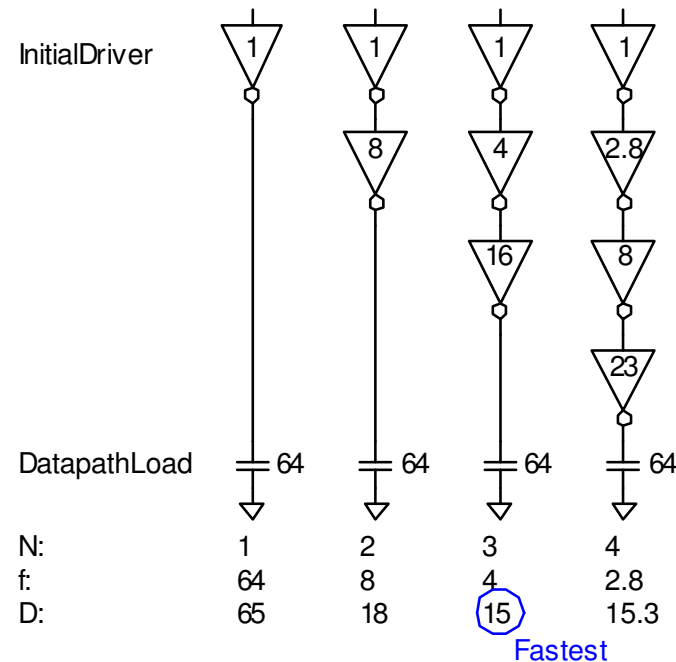 InitialDriver 1 1 1 1
8 4 2.8
16 8
23
DatapathLoad 64 64 64 64
N: 1 2 3 4
f: 64 8 4 2.8
D: 65 18 15 15.3
Fastest